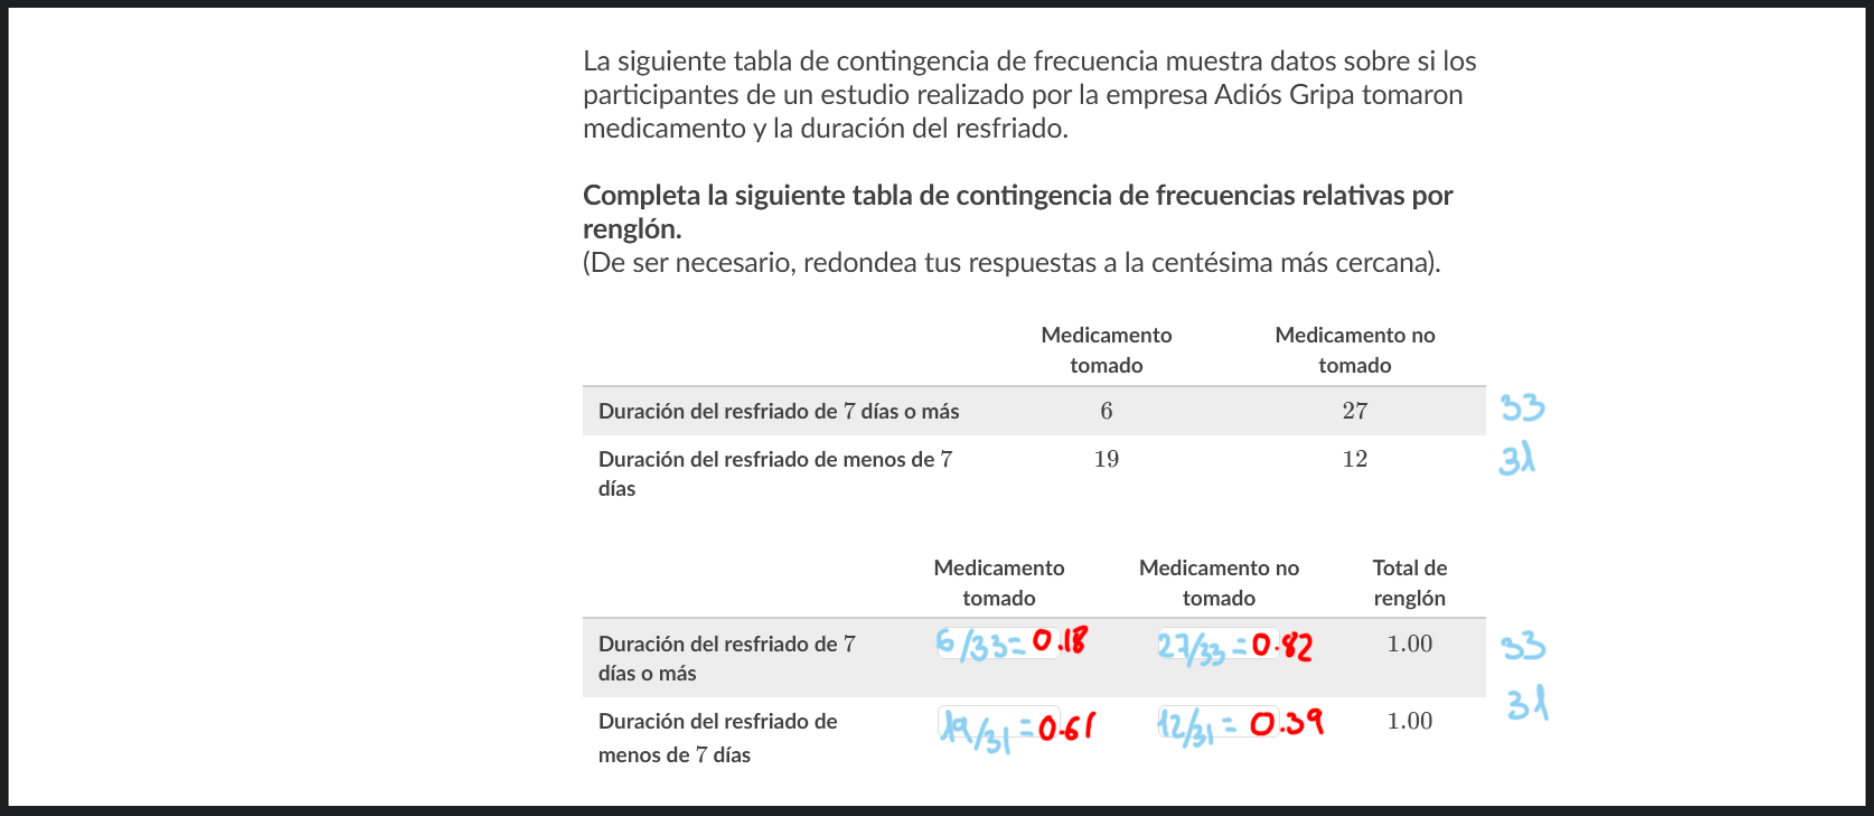 La siguiente tabla de contingencia de frecuencia muestra datos sobre si los
participantes de un estudio realizado por la empresa Adiós Gripa tomaron
medicamento y la duración del resfriado.
Completa la siguiente tabla de contingencia de frecuencias relativas por
renglón.
(De ser necesario, redondea tus respuestas a la centésima más cercana).
Medicamento Medicamento no
tomado tomado
Duración del resfriado de 7 días o más 6 27 33
Duración del resfriado de menos de 7 19 12 31
días
Medicamento Medicamento no Total de
tomado tomado renglón
Duración del resfriado de 7 6/33= 0.18 27/33 = 0.82 1.00 33
días o más
Duración del resfriado de 19/31 = 0.61 12/31 = 0.39 1.00 31
menos de 7 días